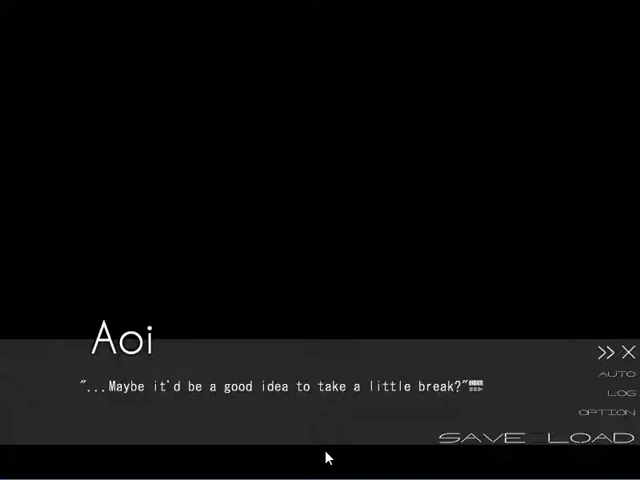 Aoi
"...Maybe it'd be a good idea to take a little break?"
>> X
AUTO
LOG
OPTION
SAVE LOAD